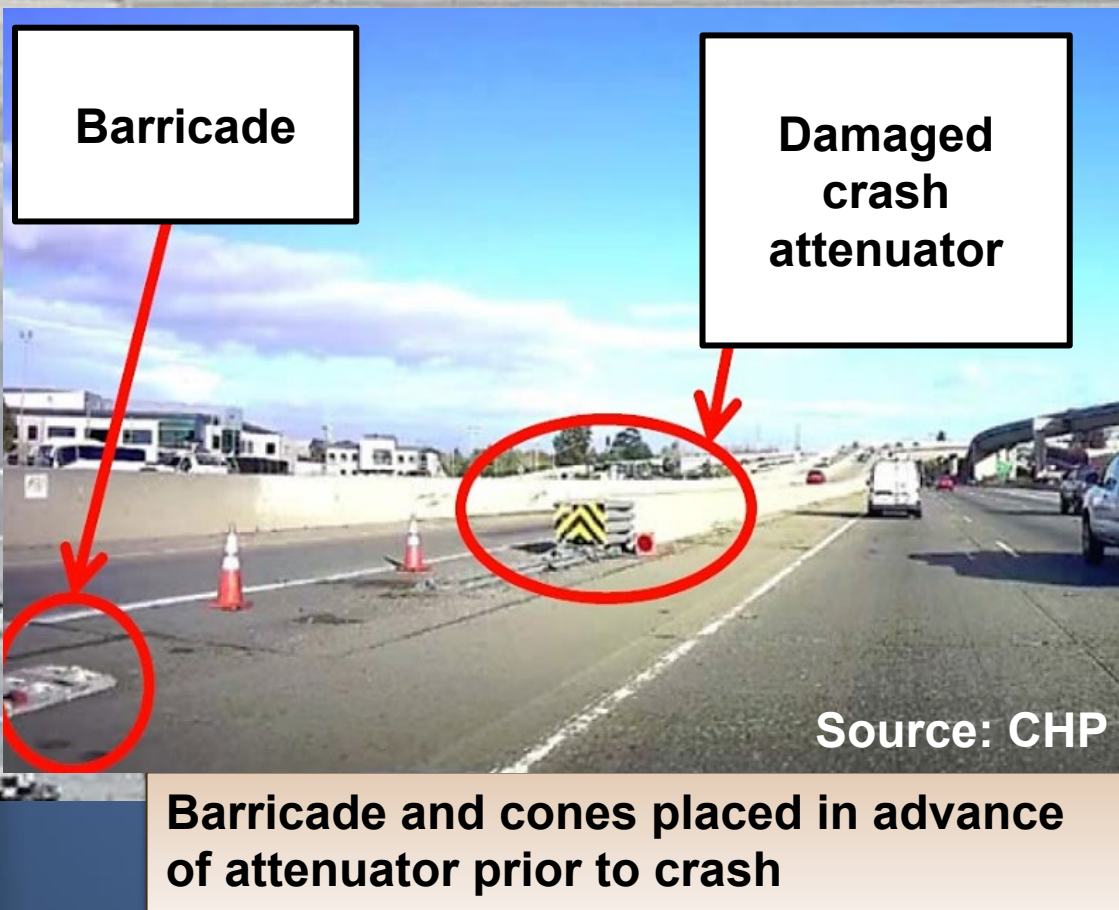 Barricade
Damaged
crash
attenuator
Source: CHP
Barricade and cones placed in advance
of attenuator prior to crash